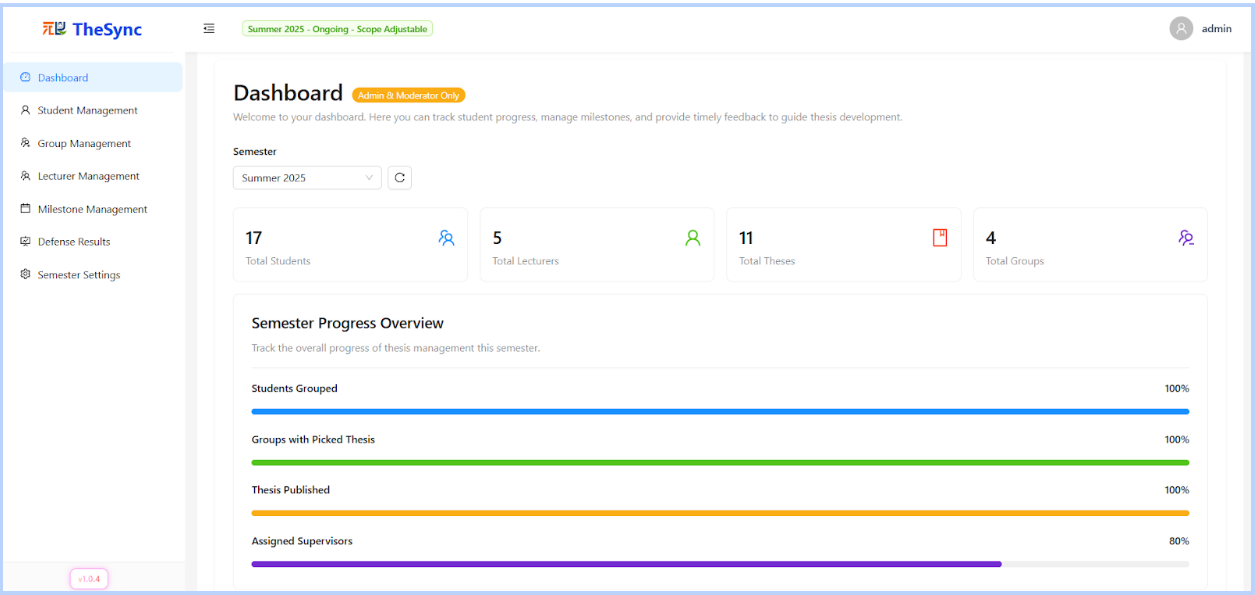 TheSync
Summer 2025 - Ongoing - Scope Adjustable
admin
Dashboard
Student Management
Group Management
Lecturer Management
Milestone Management
Defense Results
Semester Settings
v1.0.4
Dashboard
Admin & Moderator Only
Welcome to your dashboard. Here you can track student progress, manage milestones, and provide timely feedback to guide thesis development.
Semester
Summer 2025
17
Total Students
5
Total Lecturers
11
Total Theses
4
Total Groups
Semester Progress Overview
Track the overall progress of thesis management this semester.
Students Grouped 100%
Groups with Picked Thesis 100%
Thesis Published 100%
Assigned Supervisors 80%